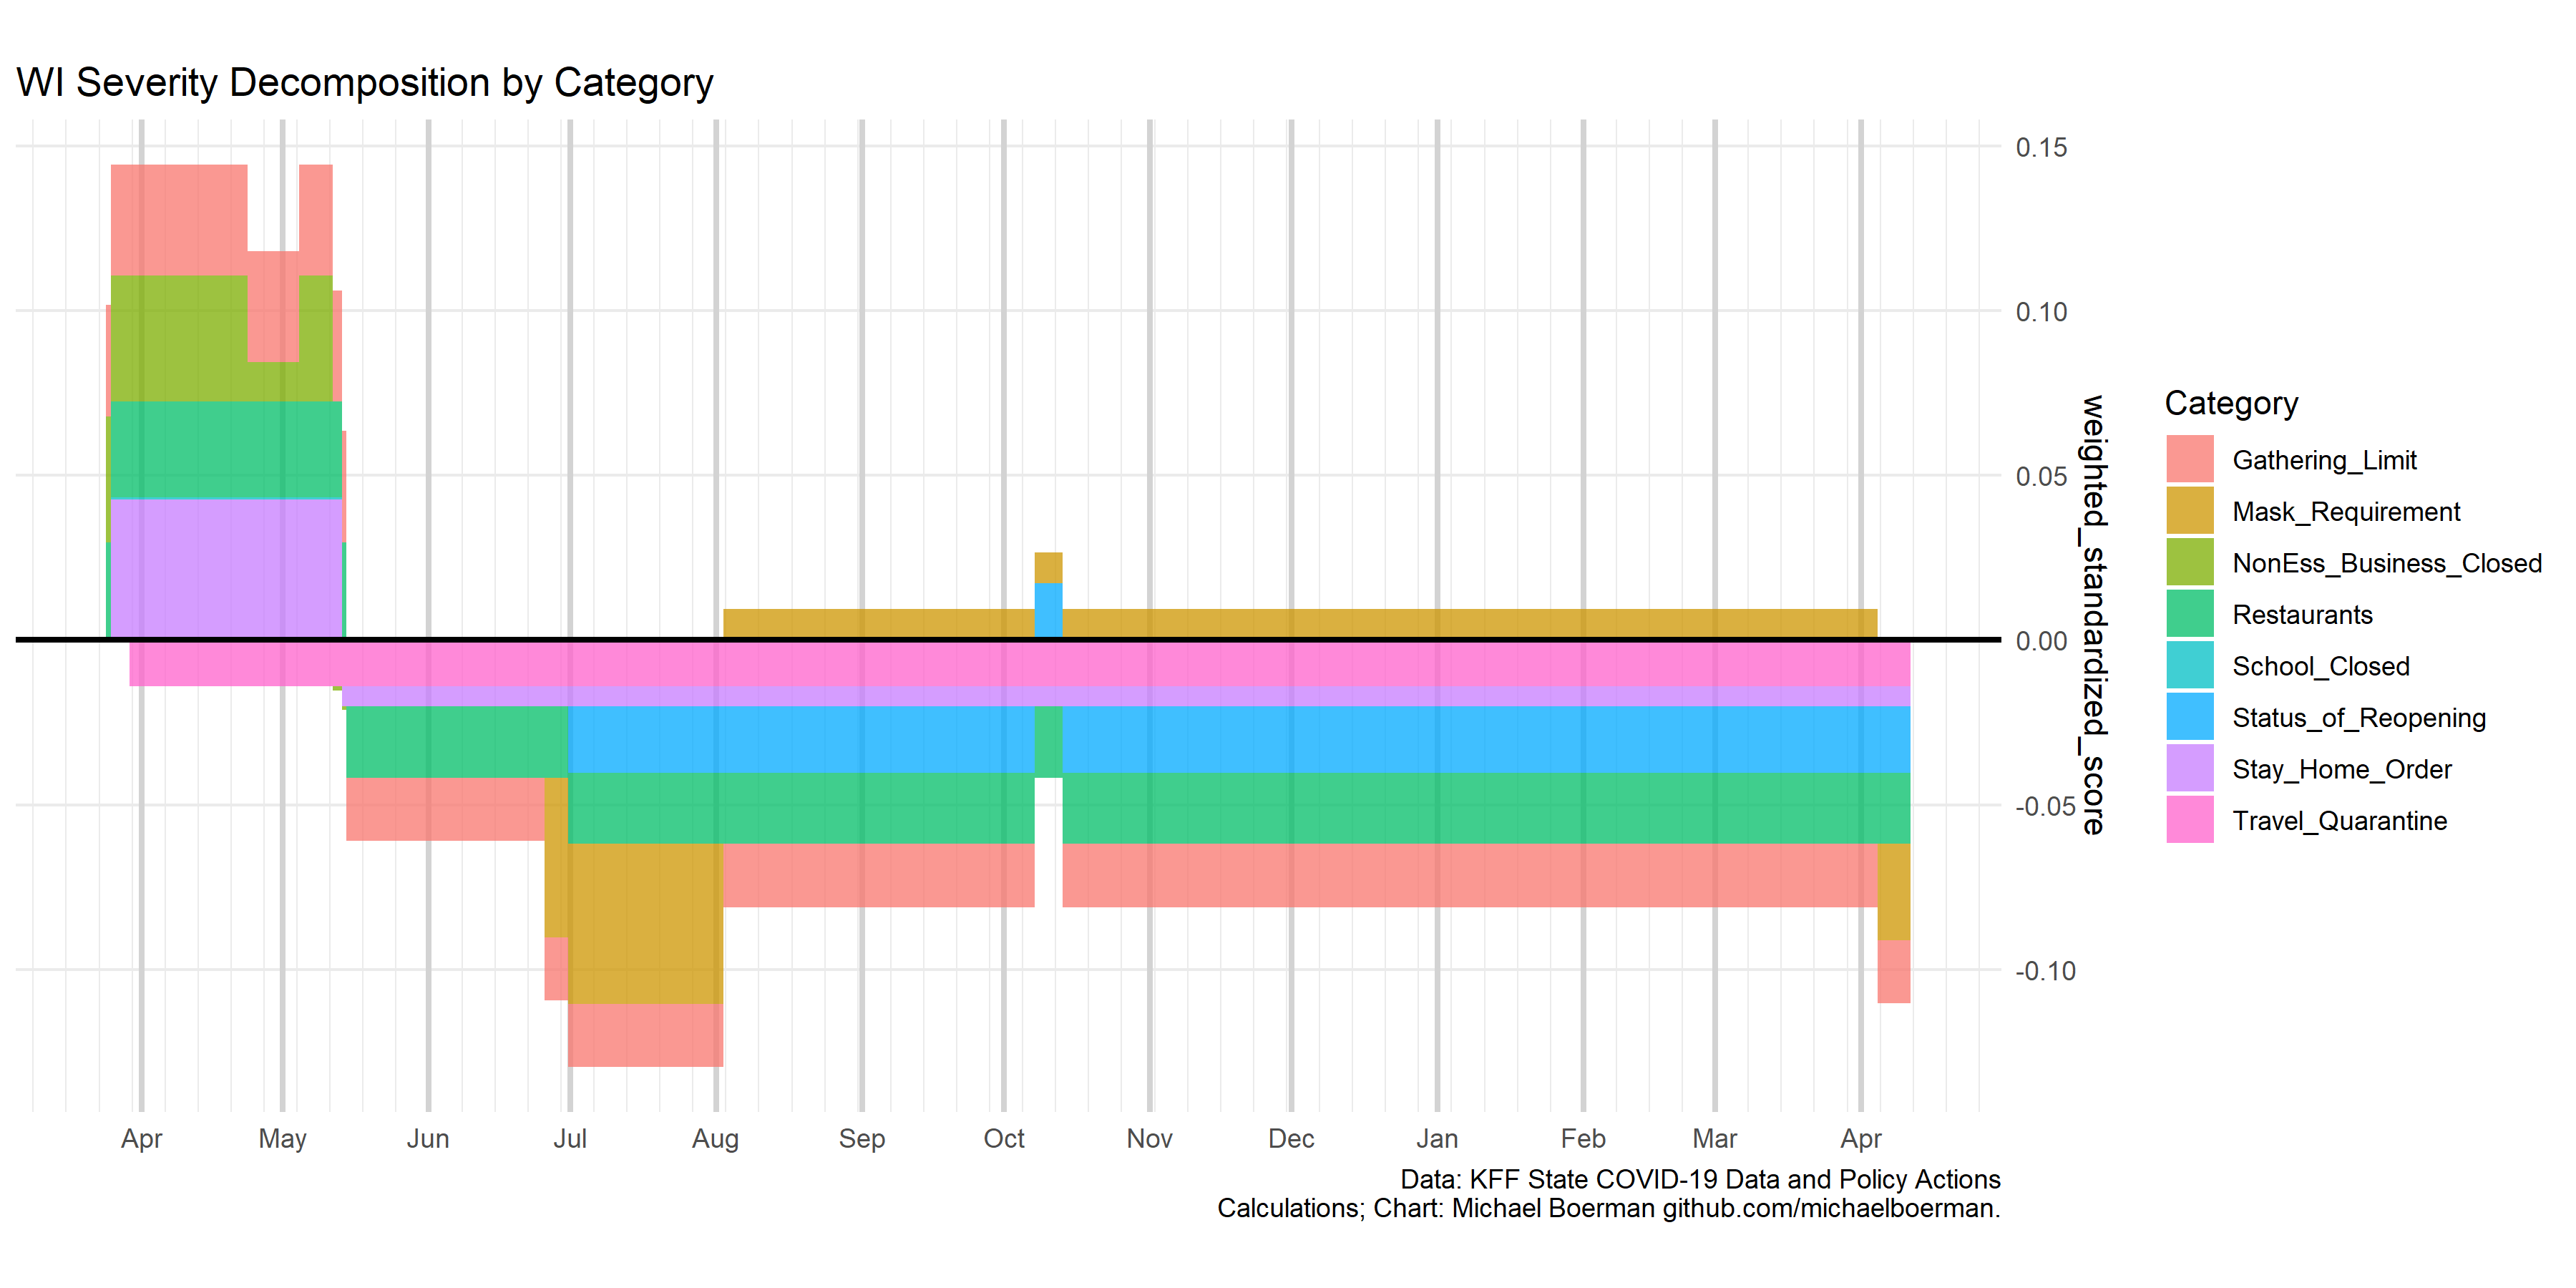 WI Severity Decomposition by Category
0.15
0.10
0.05
0.00
-0.05
-0.10
weighted_standardized_score
Category
Gathering_Limit
Mask_Requirement
NonEss_Business_Closed
Restaurants
School_Closed
Status_of_Reopening
Stay_Home_Order
Travel_Quarantine
Apr May Jun Jul Aug Sep Oct Nov Dec Jan Feb Mar Apr
Data: KFF State COVID-19 Data and Policy Actions
Calculations; Chart: Michael Boerman github.com/michaelboerman.